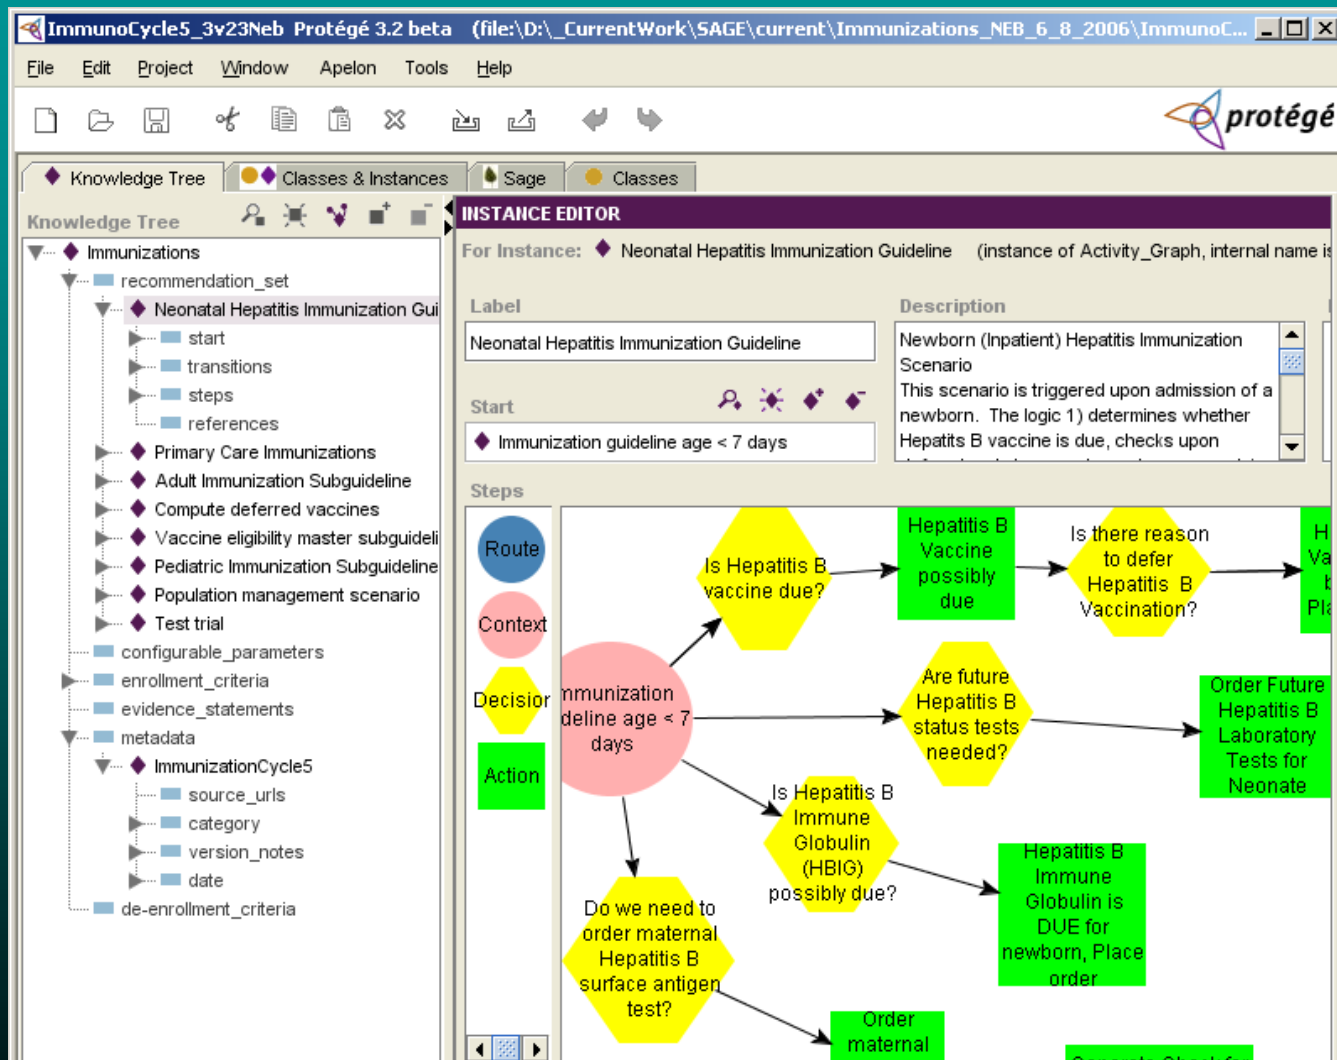 ImmunoCycle5_3v23Neb Protégé 3.2 beta (file:\D:\_CurrentWork\SAGE\current\Immunizations_NEB_6_8_2006\ImmunoC...
File Edit Project Window Apelon Tools Help
protégé
Knowledge Tree Classes & Instances Sage Classes
Knowledge Tree
Immunizations
recommendation_set
Neonatal Hepatitis Immunization Gui
start
transitions
steps
references
Primary Care Immunizations
Adult Immunization Subguideline
Compute deferred vaccines
Vaccine eligibility master subguideli
Pediatric Immunization Subguideline
Population management scenario
Test trial
configurable_parameters
enrollment_criteria
evidence_statements
metadata
ImmunizationCycle5
source_urls
category
version_notes
date
de-enrollment_criteria
INSTANCE EDITOR
For Instance: Neonatal Hepatitis Immunization Guideline (instance of Activity_Graph, internal name is
Label
Neonatal Hepatitis Immunization Guideline
Start
Immunization guideline age < 7 days
Description
Newborn (Inpatient) Hepatitis Immunization
Scenario
This scenario is triggered upon admission of a
newborn. The logic 1) determines whether
Hepatits B vaccine is due, checks upon
Steps
Route
Context
Decision
Action
mmunization
deline age < 7
days
Is Hepatitis B
vaccine due?
Hepatitis B
Vaccine
possibly
due
Is there reason
to defer
Hepatitis B
Vaccination?
H
Va
b
Pla
Are future
Hepatitis B
status tests
needed?
Order Future
Hepatitis B
Laboratory
Tests for
Neonate
Is Hepatitis B
Immune
Globulin
(HBIG)
possibly due?
Hepatitis B
Immune
Globulin is
DUE for
newborn, Place
order
Do we need to
order maternal
Hepatitis B
surface antigen
test?
Order
maternal